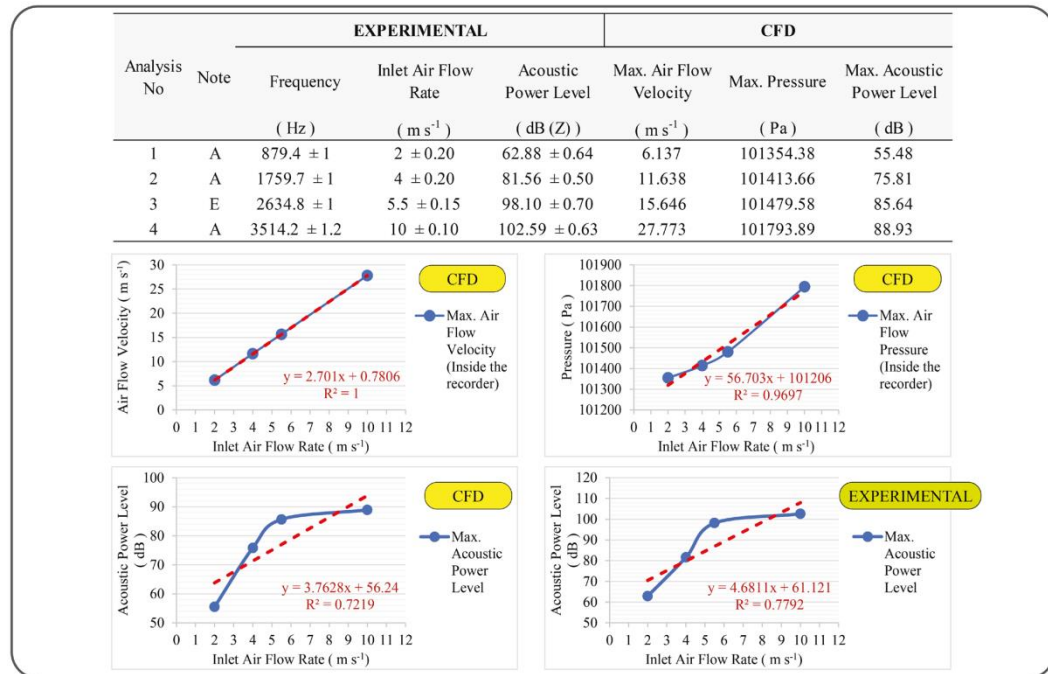 EXPERIMENTAL CFD
Analysis No Note Frequency Inlet Air Flow Rate Acoustic Power Level Max. Air Flow Velocity Max. Pressure Max. Acoustic Power Level
( Hz ) ( m s⁻¹ ) ( dB (Z) ) ( m s⁻¹ ) ( Pa ) ( dB )
1 A 879.4 ± 1 2 ± 0.20 62.88 ± 0.64 6.137 101354.38 55.48
2 A 1759.7 ± 1 4 ± 0.20 81.56 ± 0.50 11.638 101413.66 75.81
3 E 2634.8 ± 1 5.5 ± 0.15 98.10 ± 0.70 15.646 101479.58 85.64
4 A 3514.2 ± 1.2 10 ± 0.10 102.59 ± 0.63 27.773 101793.89 88.93
Air Flow Velocity ( m s⁻¹ )
30
25
20
15
10
5
0
0 1 2 3 4 5 6 7 8 9 10 11 12
Inlet Air Flow Rate ( m s⁻¹ )
y = 2.701x + 0.7806
R² = 1
CFD
Max. Air
Flow
Velocity
(Inside the
recorder)
Pressure ( Pa )
101900
101800
101700
101600
101500
101400
101300
101200
0 1 2 3 4 5 6 7 8 9 10 11 12
Inlet Air Flow Rate ( m s⁻¹ )
y = 56.703x + 101206
R² = 0.9697
CFD
Max. Air
Flow
Pressure
(Inside the
recorder)
Acoustic Power Level
( dB )
100
90
80
70
60
50
0 1 2 3 4 5 6 7 8 9 10 11 12
Inlet Air Flow Rate ( m s⁻¹ )
y = 3.7628x + 56.24
R² = 0.7219
CFD
Max.
Acoustic
Power
Level
Acoustic Power Level
( dB )
120
110
100
90
80
70
60
50
0 1 2 3 4 5 6 7 8 9 10 11 12
Inlet Air Flow Rate ( m s⁻¹ )
y = 4.6811x + 61.121
R² = 0.7792
EXPERIMENTAL
Max.
Acoustic
Power
Level